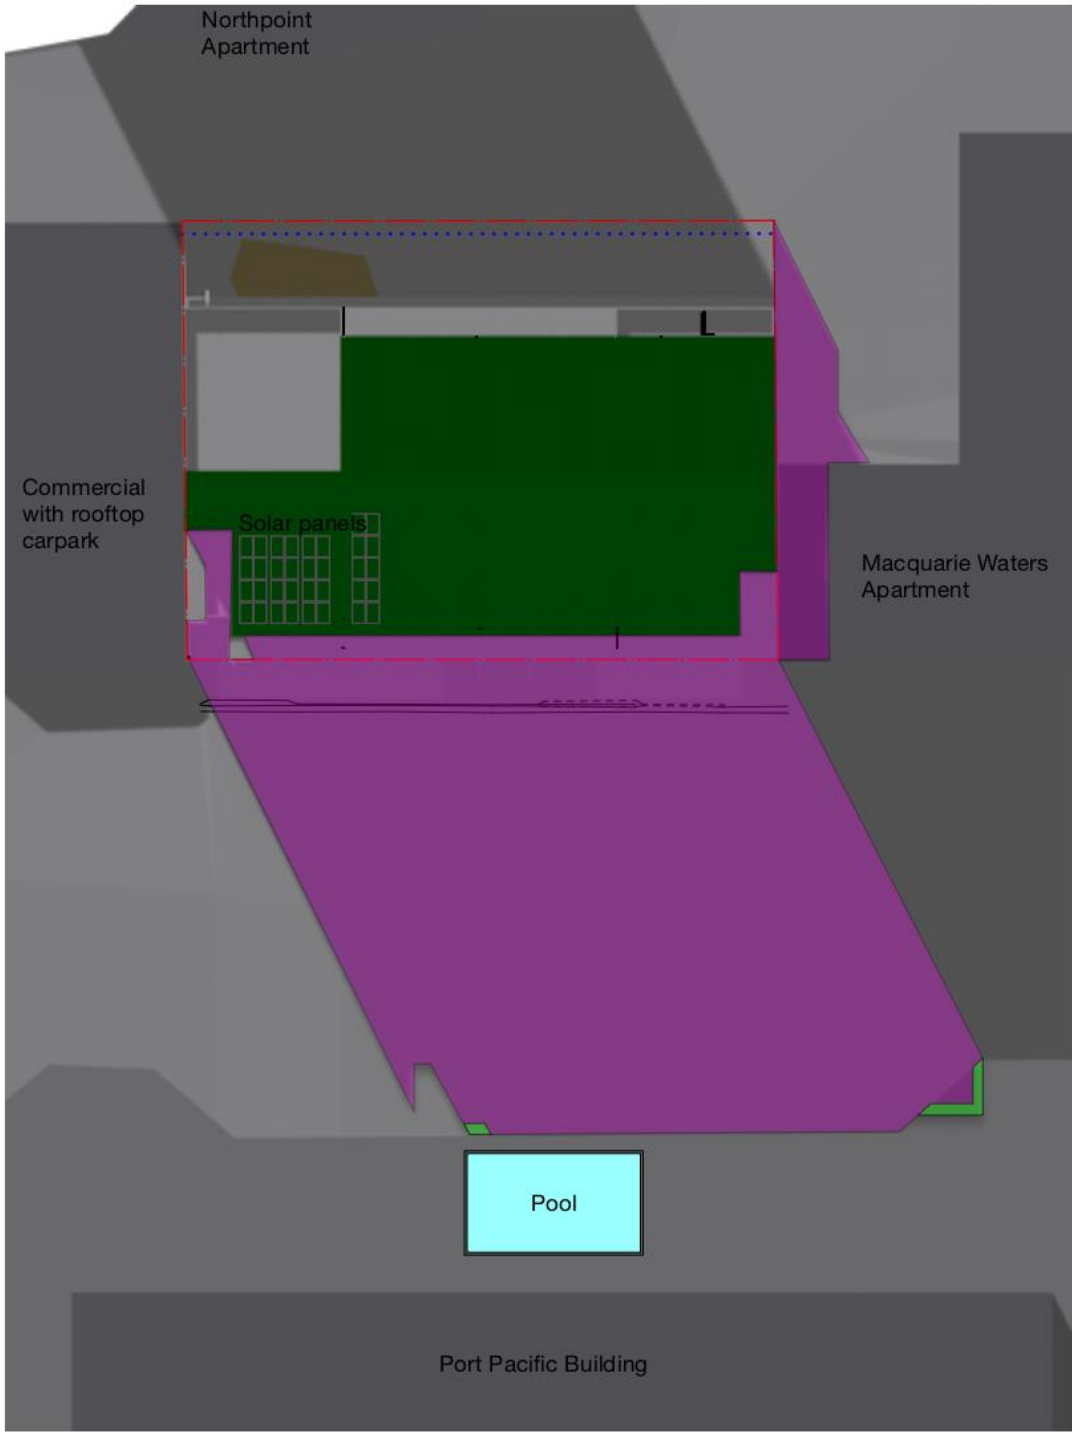 Northpoint
Apartment
Commercial
with rooftop
carpark
Solar panels
Macquarie Waters
Apartment
Pool
Port Pacific Building